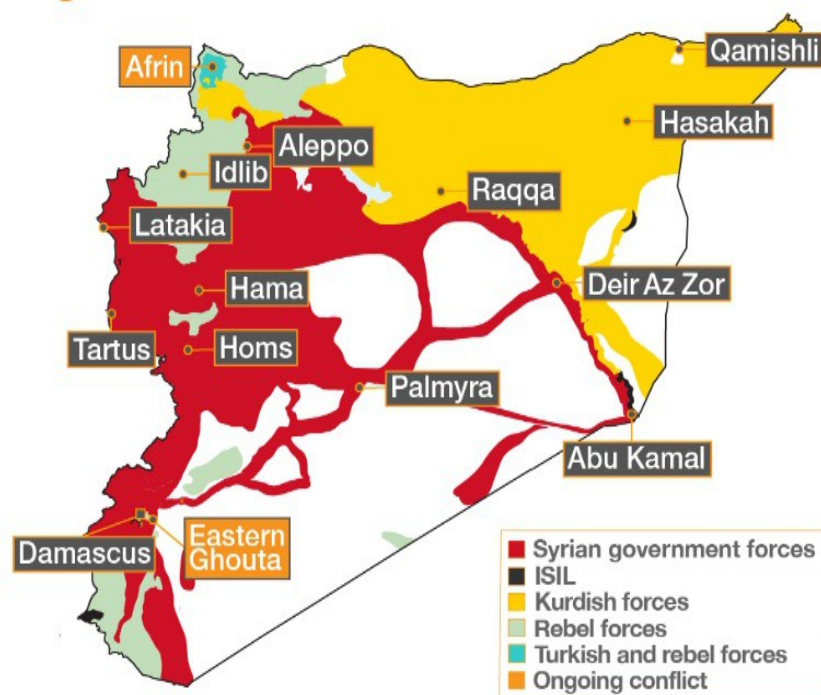 Afrin
Qamishli
Aleppo
Hasakah
Idlib
Raqqa
Latakia
Hama
Deir Az Zor
Tartus
Homs
Palmyra
Abu Kamal
Damascus
Eastern
Ghouta
Syrian government forces
ISIL
Kurdish forces
Rebel forces
Turkish and rebel forces
Ongoing conflict